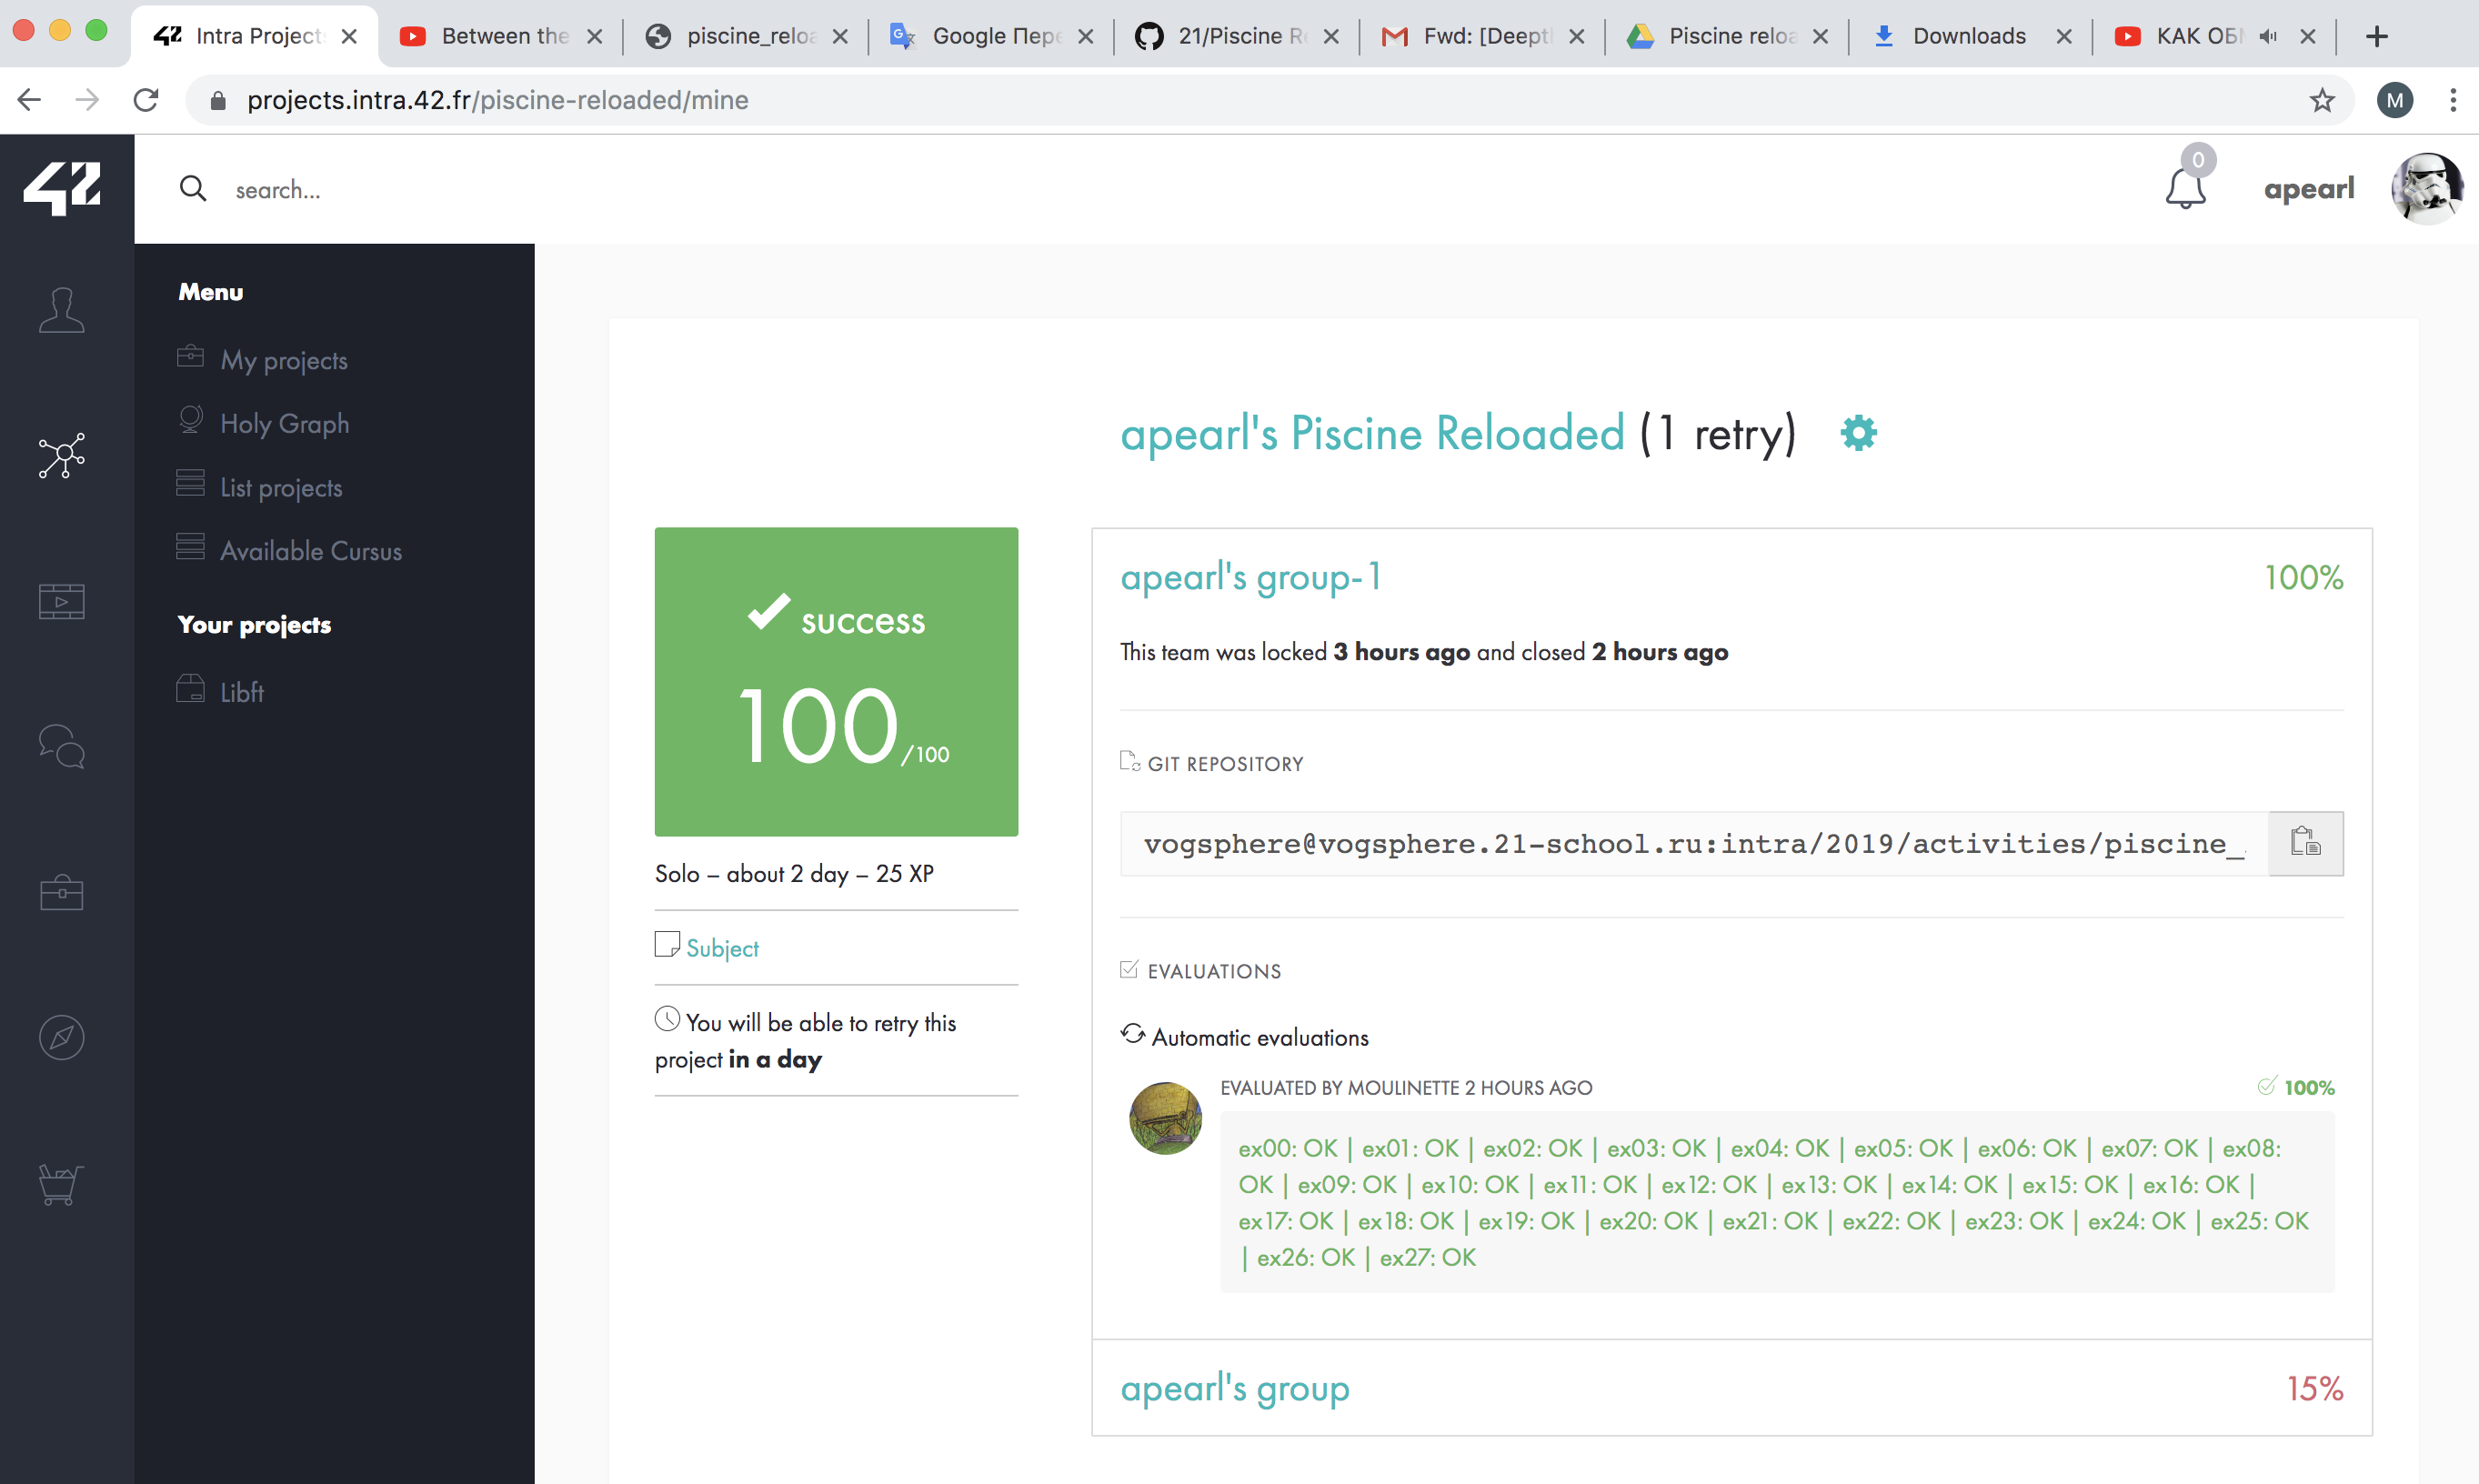 Intra Project
Between the
piscine_reloa
Google Пере
21/Piscine R
Fwd: [Deept
Piscine reloa
Downloads
КАК ОБ
projects.intra.42.fr/piscine-reloaded/mine
M
42
search...
0
apearl
Menu
My projects
Holy Graph
List projects
Available Cursus
Your projects
Libft
apearl's Piscine Reloaded (1 retry)
success
100/100
Solo – about 2 day – 25 XP
Subject
You will be able to retry this
project in a day
apearl's group-1
100%
This team was locked 3 hours ago and closed 2 hours ago
GIT REPOSITORY
vogsphere@vogsphere.21-school.ru:intra/2019/activities/piscine_
EVALUATIONS
Automatic evaluations
EVALUATED BY MOULINETTE 2 HOURS AGO
100%
ex00: OK | ex01: OK | ex02: OK | ex03: OK | ex04: OK | ex05: OK | ex06: OK | ex07: OK | ex08:
OK | ex09: OK | ex10: OK | ex11: OK | ex12: OK | ex13: OK | ex14: OK | ex15: OK | ex16: OK |
ex17: OK | ex18: OK | ex19: OK | ex20: OK | ex21: OK | ex22: OK | ex23: OK | ex24: OK | ex25: OK
| ex26: OK | ex27: OK
apearl's group
15%